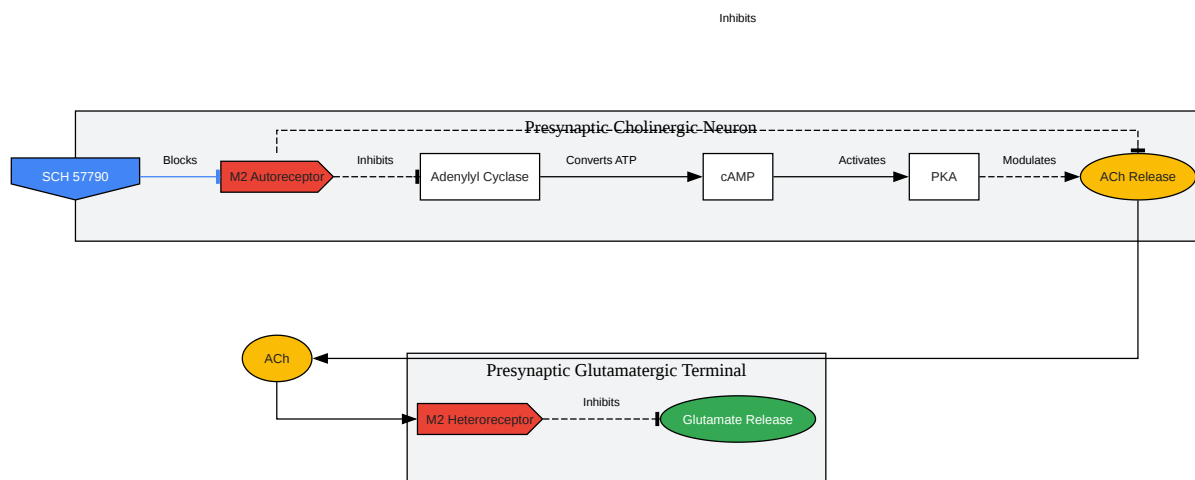 Inhibits
Presynaptic Cholinergic Neuron
Blocks
Inhibits
Converts ATP
Activates
Modulates
SCH 57790
M2 Autoreceptor
Adenylyl Cyclase
cAMP
PKA
ACh Release
ACh
Presynaptic Glutamatergic Terminal
Inhibits
M2 Heteroreceptor
Glutamate Release